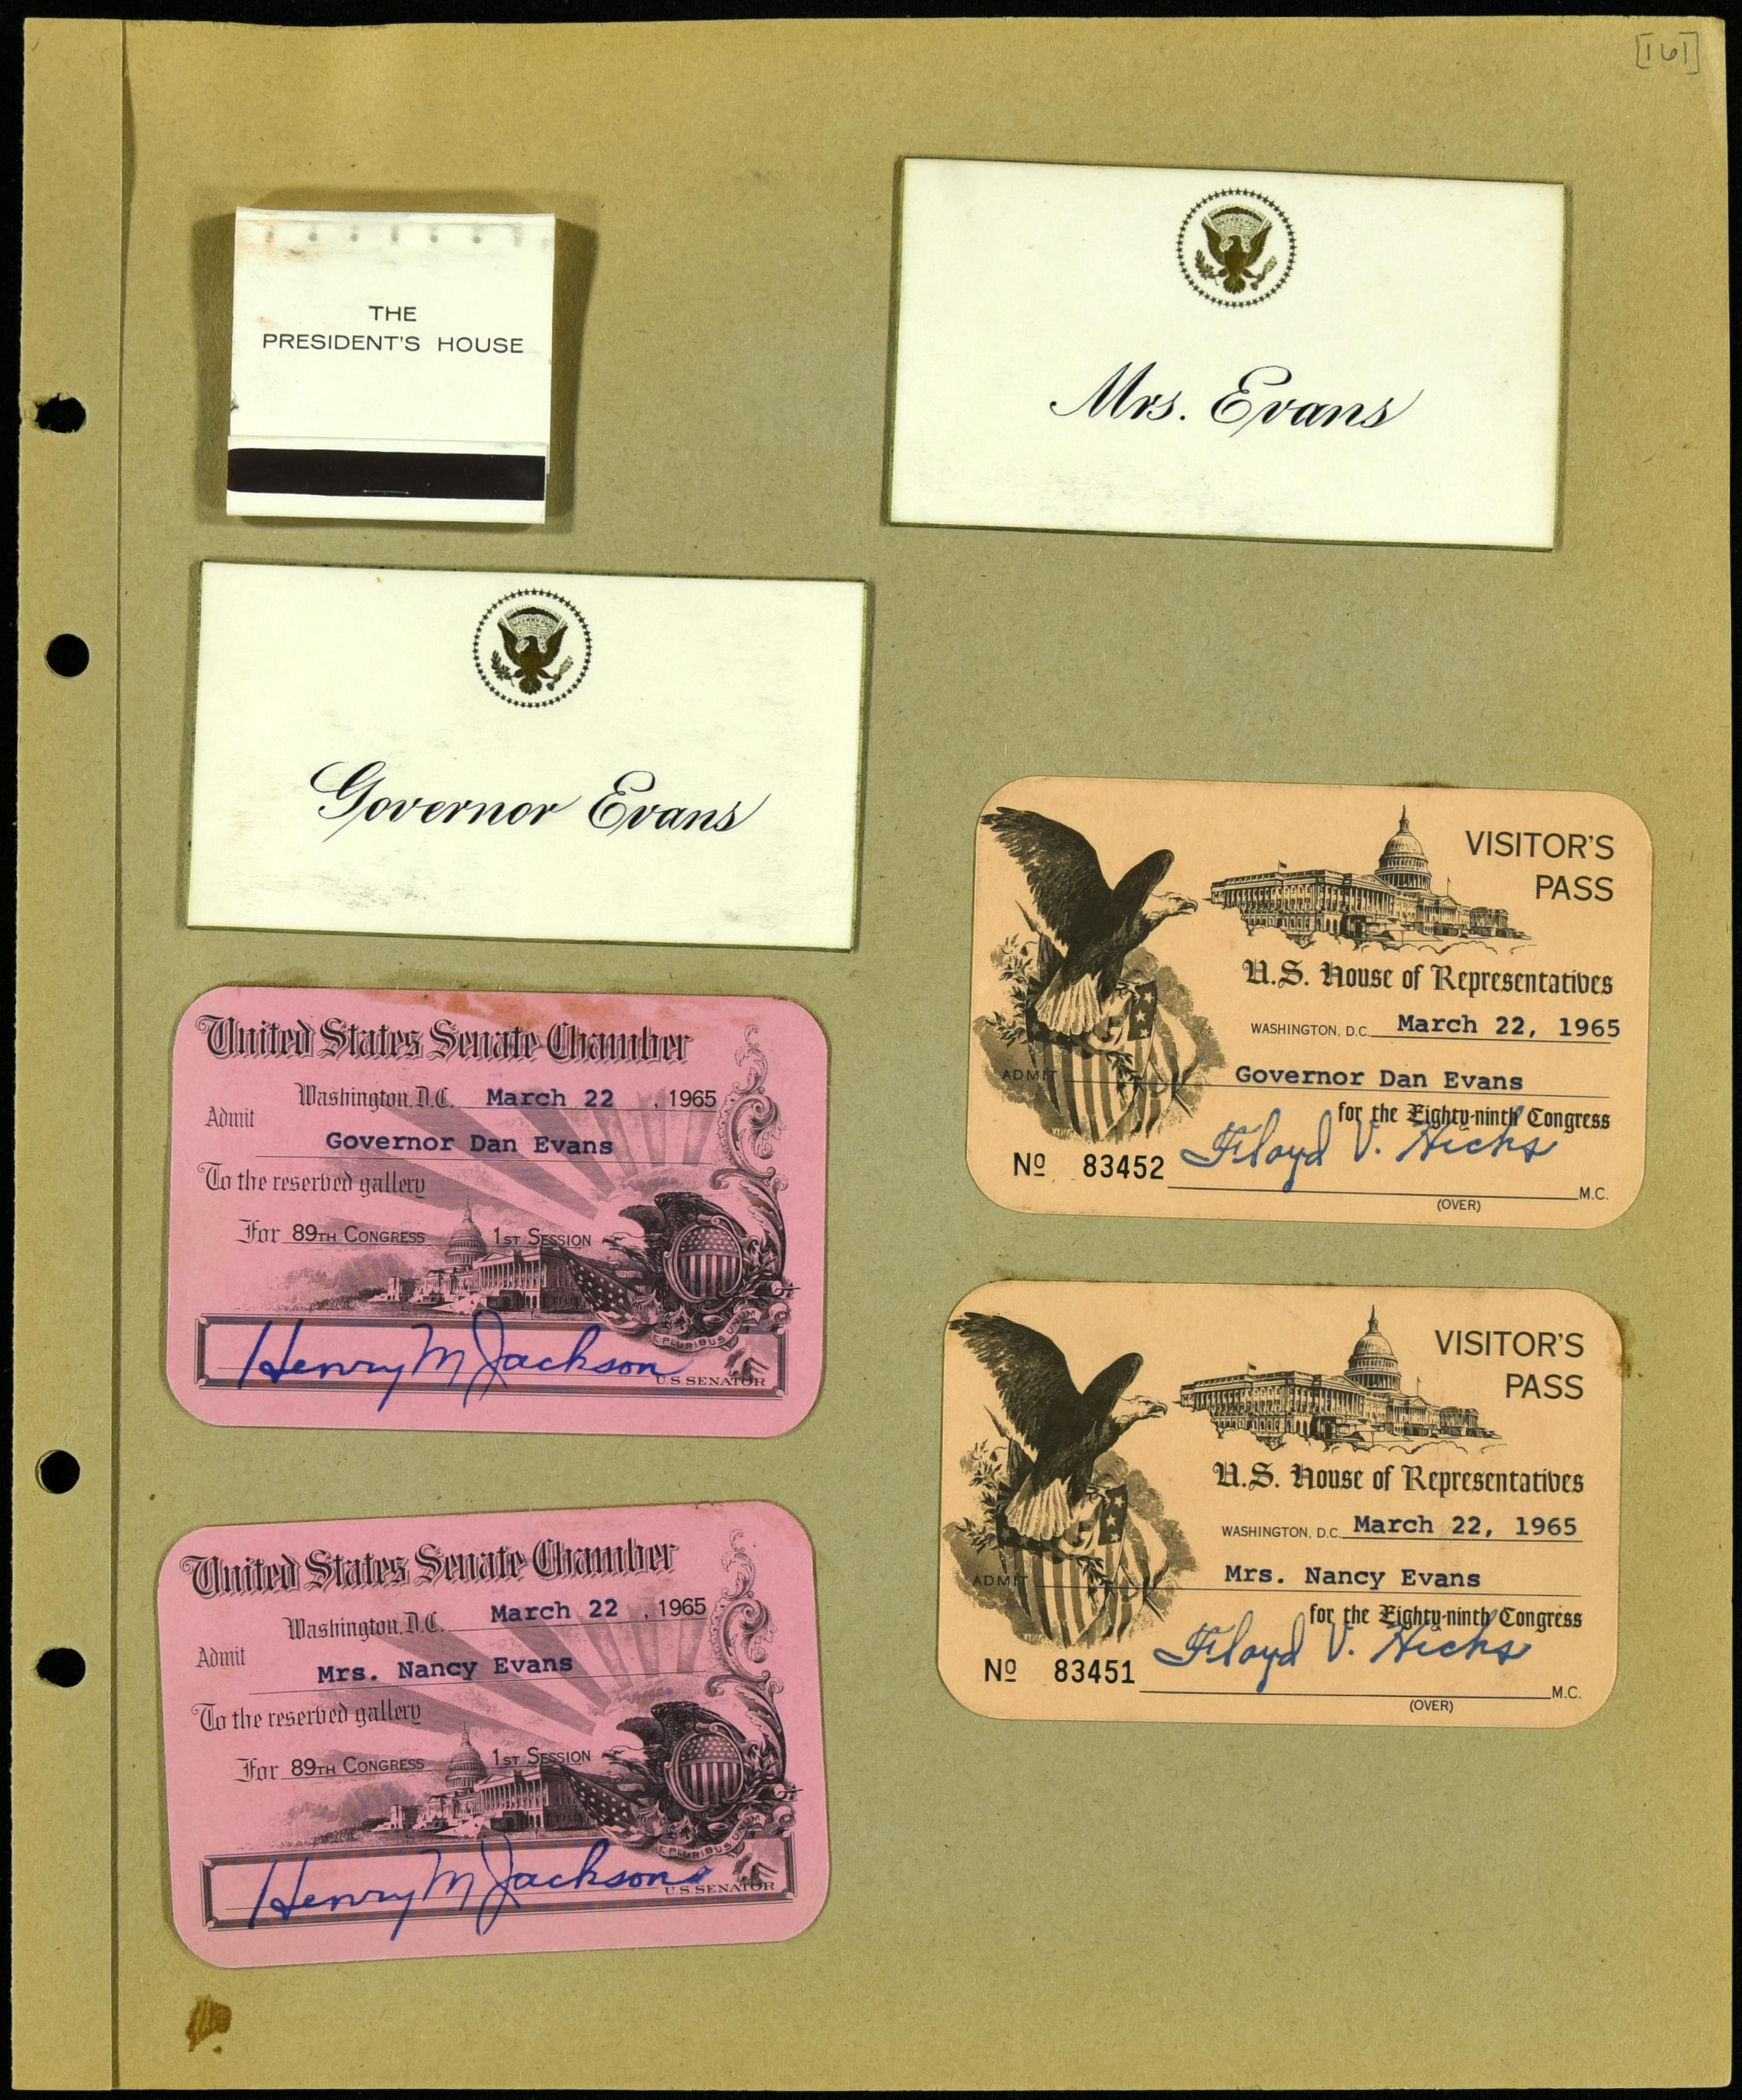 [161]
THE
PRESIDENT'S HOUSE
Mrs. Evans
Governor Evans
United States Senate Chamber
Washington, D.C. March 22, 1965
Admit
Governor Dan Evans
To the reserved gallery
For 89TH CONGRESS 1ST SESSION
E PLURIBUS UNUM
Henry M Jackson
U.S. SENATOR
United States Senate Chamber
Washington, D.C. March 22, 1965
Admit
Mrs. Nancy Evans
To the reserved gallery
For 89TH CONGRESS 1ST SESSION
E PLURIBUS UNUM
Henry M Jackson
U.S SENATOR
VISITOR'S
PASS
U.S. House of Representatives
WASHINGTON, D.C. March 22, 1965
ADMIT Governor Dan Evans
for the Eighty-ninth Congress
Floyd V. Hicks
Nº 83452 M.C.
(OVER)
VISITOR'S
PASS
U.S. House of Representatives
WASHINGTON, D.C. March 22, 1965
ADMIT Mrs. Nancy Evans
for the Eighty-ninth Congress
Floyd V. Hicks
Nº 83451 M.C.
(OVER)